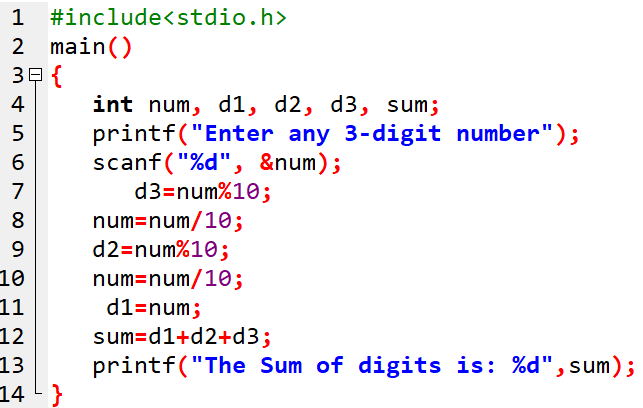 1 #include<stdio.h>
2 main()
3 {
4 int num, d1, d2, d3, sum;
5 printf("Enter any 3-digit number");
6 scanf("%d", &num);
7 d3=num%10;
8 num=num/10;
9 d2=num%10;
10 num=num/10;
11 d1=num;
12 sum=d1+d2+d3;
13 printf("The Sum of digits is: %d",sum);
14 }